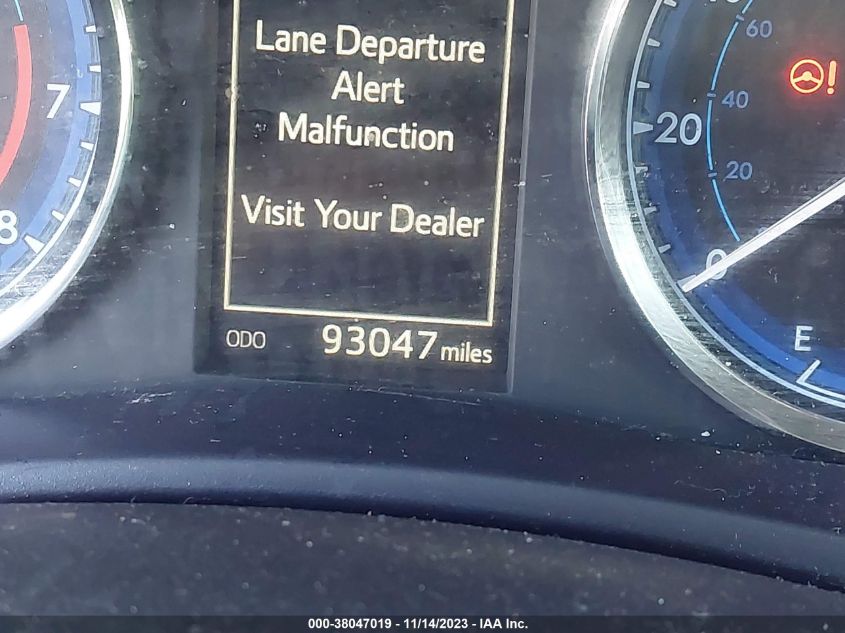 Lane Departure
Alert
Malfunction
Visit Your Dealer
ODO 93047 miles
7
8
60
40
20
20
0
E
000-38047019 - 11/14/2023 - IAA Inc.